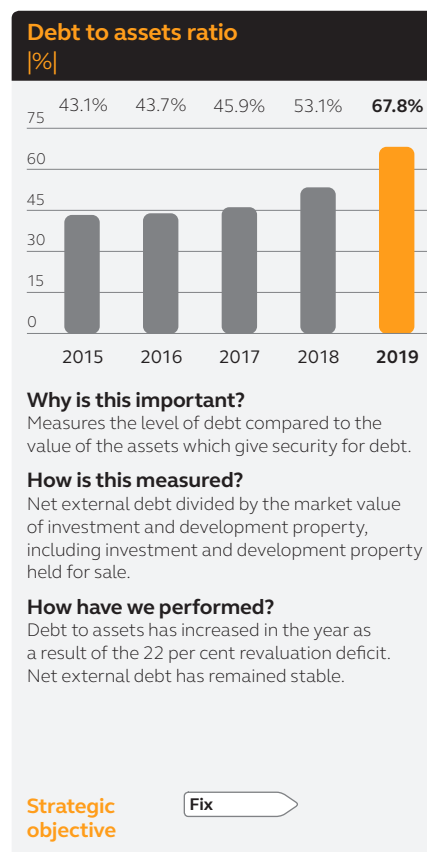 Debt to assets ratio
|%|
43.1% 43.7% 45.9% 53.1% 67.8%
75
60
45
30
15
0
2015 2016 2017 2018 2019
Why is this important?
Measures the level of debt compared to the
value of the assets which give security for debt.
How is this measured?
Net external debt divided by the market value
of investment and development property,
including investment and development property
held for sale.
How have we performed?
Debt to assets has increased in the year as
a result of the 22 per cent revaluation deficit.
Net external debt has remained stable.
Strategic
objective
Fix